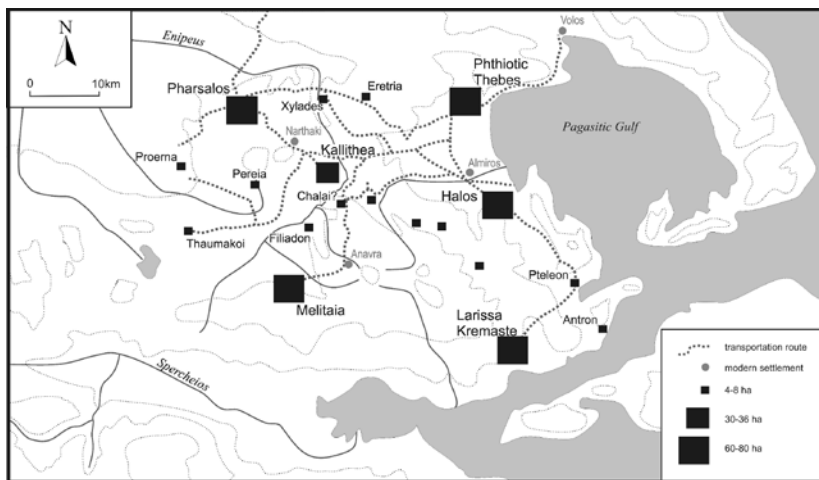 N
0 10km
Enipeus
Volos
Pharsalos
Eretria
Phthiotic
Thebes
Xylades
Narthaki
Pagasitic Gulf
Kallithea
Proerna
Pereia
Almiros
Chalai?
Halos
Thaumakoi
Filiadon
Anavra
Melitaia
Pteleon
Larissa
Kremaste
Antron
Spercheios
transportation route
modern settlement
4-8 ha
30-36 ha
60-80 ha